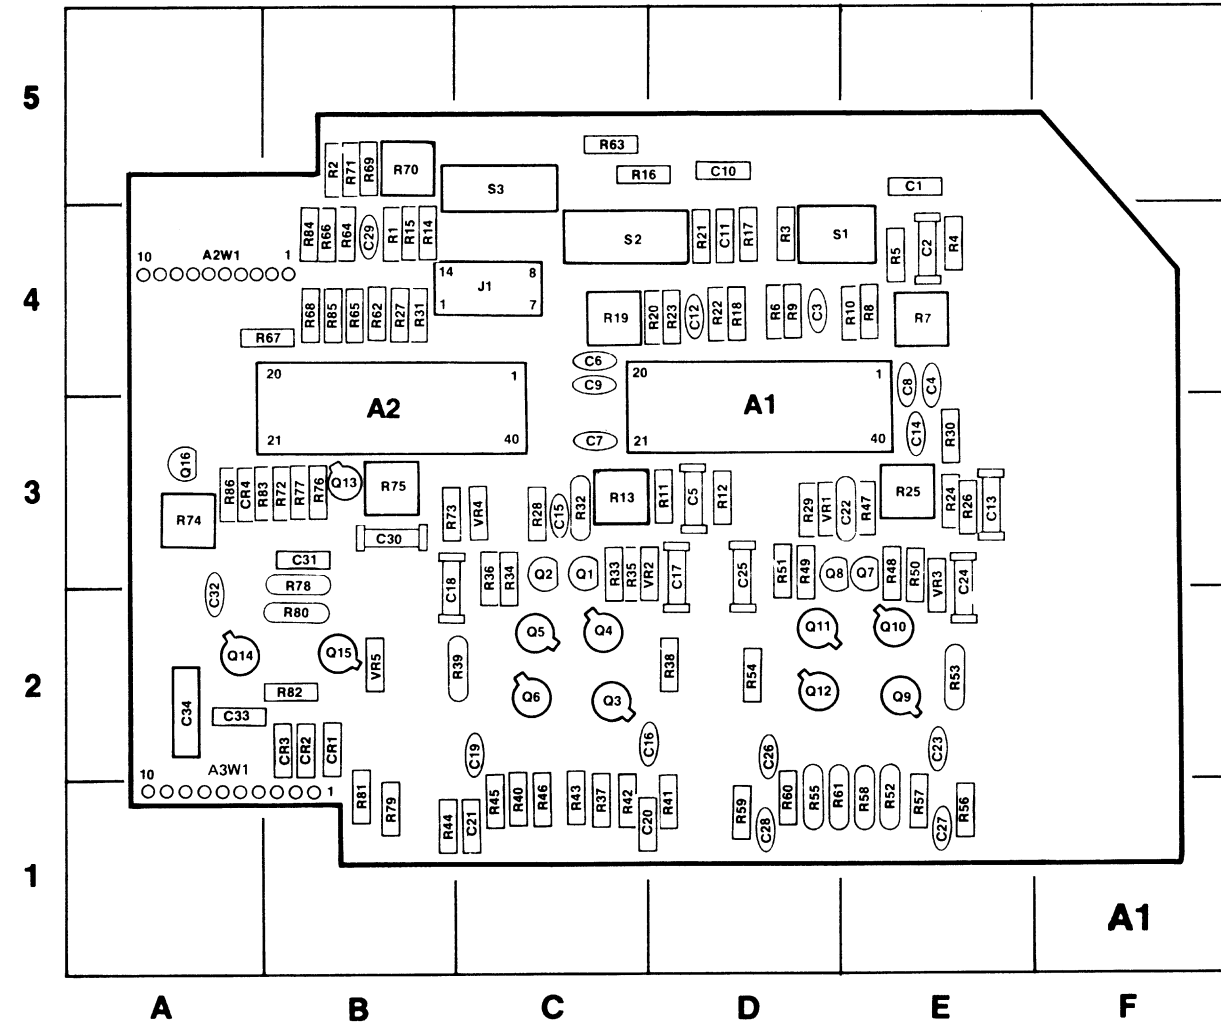 5
R63
R2 R71 R69 R70 S3 R16 C10 C1
R84 R66 R64 C29 R1 R15 R14 S2 R21 C11 R17 R3 S1 R5 C2 R4
10 A2W1 1
14 8
J1
1 7
4
R68 R85 R65 R62 R27 R31 R19 R20 R23 C12 R22 R18 R6 R9 C3 R10 R8 R7
R67
C6
20 1 C9 20 1 C8 C4
A2 A1
21 40 C7 21 40 C14 R30
Q16
3
R74 R86 CR4 R83 R72 R77 R76 Q13 R75 R73 VR4 R28 C15 R32 R13 R11 C5 R12 R29 VR1 C22 R47 R25 R24 R26 C13
C30
C31
R78 C32 C18 R36 R34 Q2 Q1 R33 R35 VR2 C17 C25 R51 R49 Q8 Q7 R48 R50 VR3 C24
R80
Q5 Q4 Q11 Q10
Q14 Q15 VR5 R39 R38 R54 R53
2
R82 Q6 Q3 Q12 Q9
C34 C33
CR3 CR2 CR1 C19 C16 C26 C23
A3W1
10 1
R81 R79 R44 C21 R45 R40 R46 R43 R37 R42 C20 R41 R59 C28 R60 R55 R61 R58 R52 R57 C27 R56
1
A1
A B C D E F